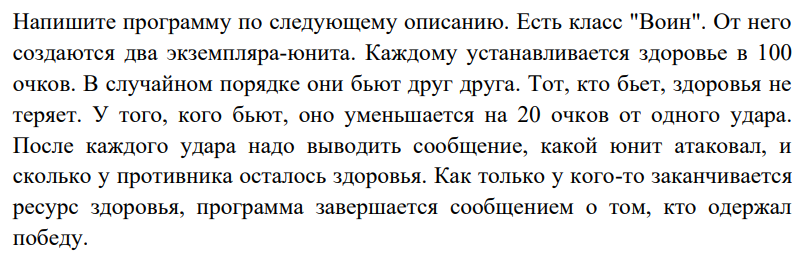 Напишите программу по следующему описанию. Есть класс "Воин". От него
создаются два экземпляра-юнита. Каждому устанавливается здоровье в 100
очков. В случайном порядке они бьют друг друга. Тот, кто бьет, здоровья не
теряет. У того, кого бьют, оно уменьшается на 20 очков от одного удара.
После каждого удара надо выводить сообщение, какой юнит атаковал, и
сколько у противника осталось здоровья. Как только у кого-то заканчивается
ресурс здоровья, программа завершается сообщением о том, кто одержал
победу.